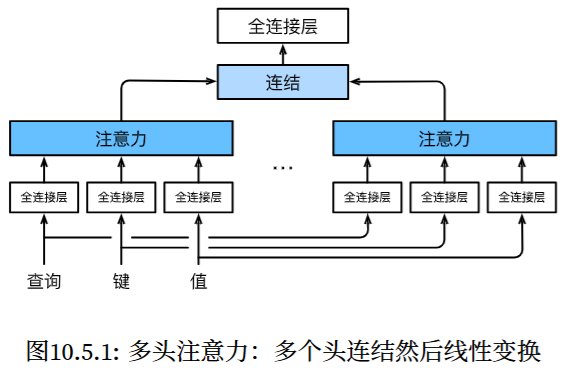 全连接层
连结
注意力 注意力
…
全连接层 全连接层 全连接层 全连接层 全连接层 全连接层
查询 键 值
图10.5.1: 多头注意力：多个头连结然后线性变换